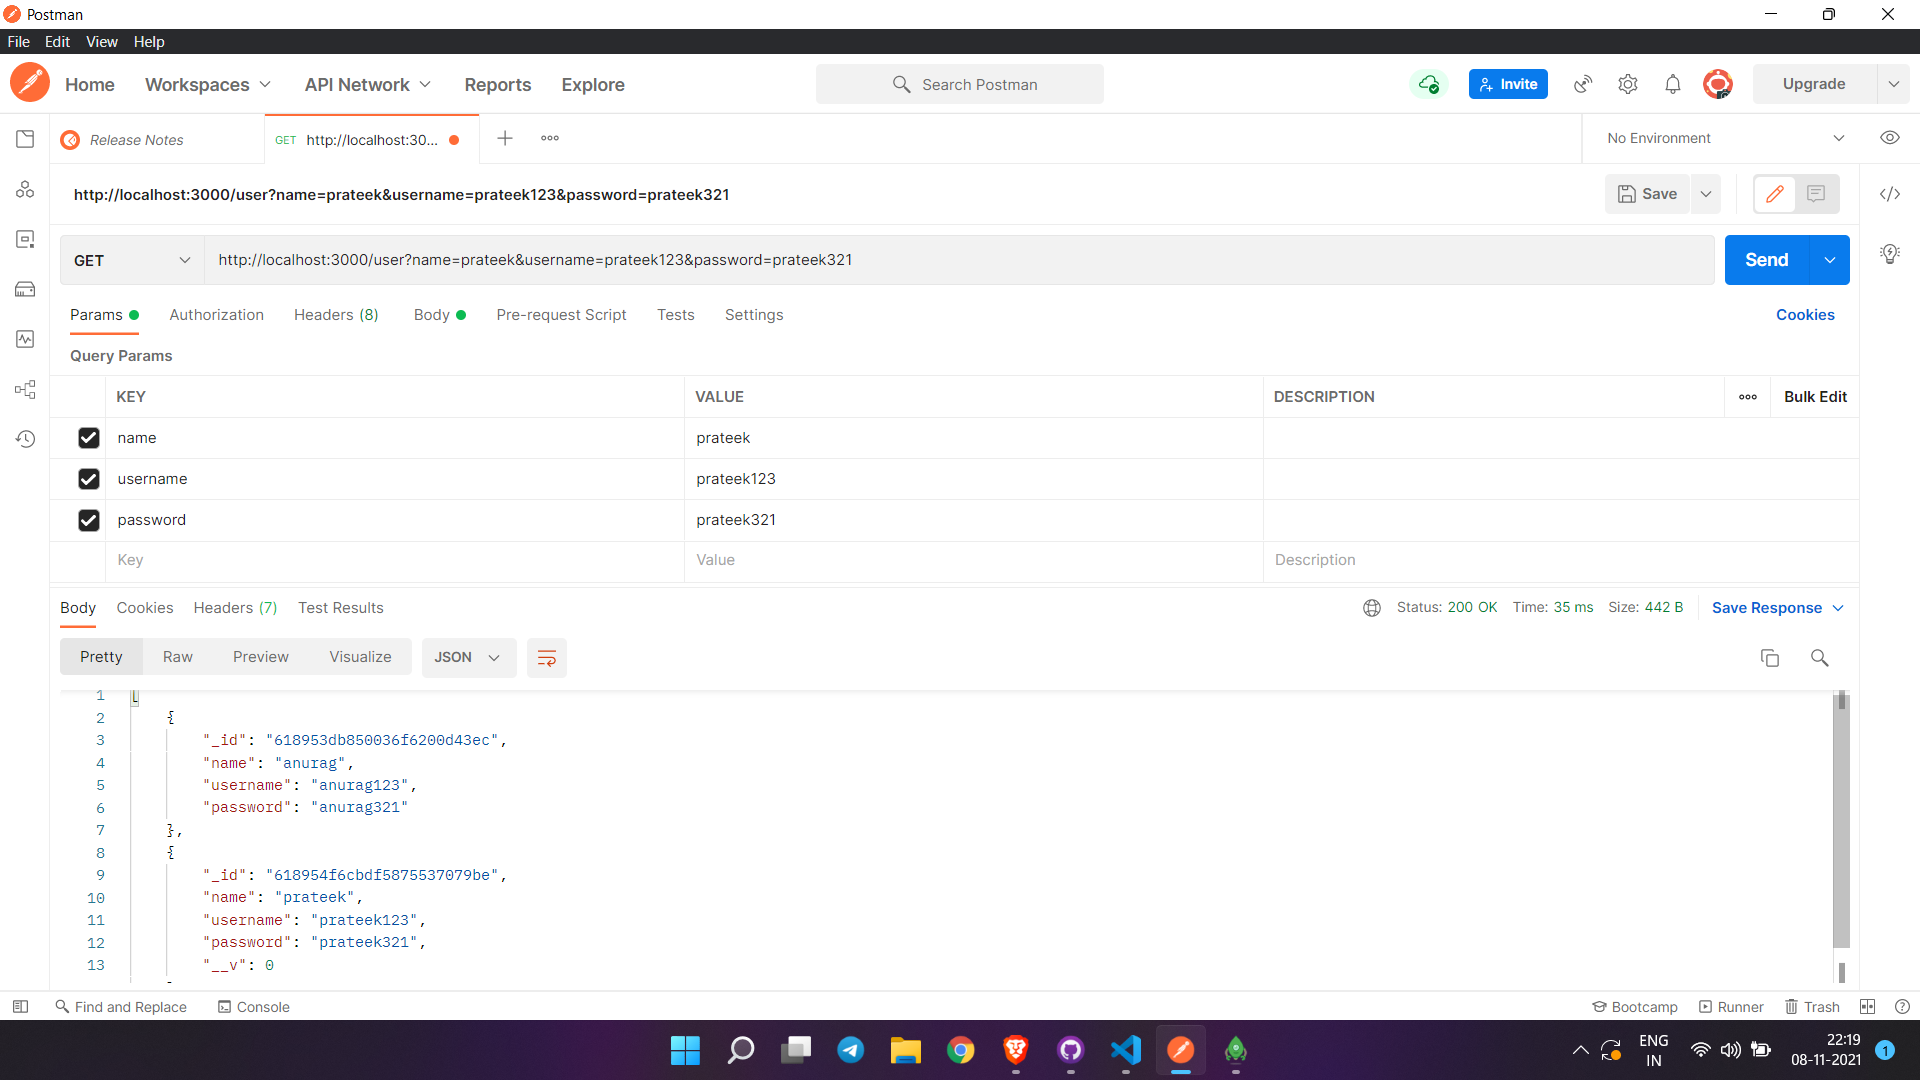 Postman
File Edit View Help
Home Workspaces API Network Reports Explore Search Postman Invite Upgrade
Release Notes GET http://localhost:30... No Environment
http://localhost:3000/user?name=prateek&username=prateek123&password=prateek321 Save
GET http://localhost:3000/user?name=prateek&username=prateek123&password=prateek321 Send
Params Authorization Headers (8) Body Pre-request Script Tests Settings Cookies
Query Params
KEY VALUE DESCRIPTION Bulk Edit
name prateek
username prateek123
password prateek321
Key Value Description
Body Cookies Headers (7) Test Results Status: 200 OK Time: 35 ms Size: 442 B Save Response
Pretty Raw Preview Visualize JSON
1 [
2 {
3 "_id": "618953db850036f6200d43ec",
4 "name": "anurag",
5 "username": "anurag123",
6 "password": "anurag321"
7 },
8 {
9 "_id": "618954f6cbdf5875537079be",
10 "name": "prateek",
11 "username": "prateek123",
12 "password": "prateek321",
13 "__v": 0
Find and Replace Console Bootcamp Runner Trash
ENG 22:19
IN 08-11-2021 1